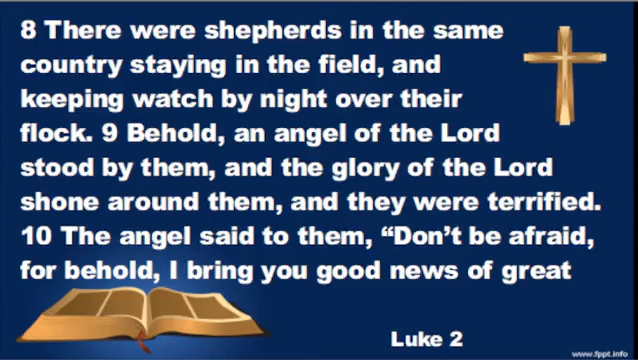 8 There were shepherds in the same
country staying in the field, and
keeping watch by night over their
flock. 9 Behold, an angel of the Lord
stood by them, and the glory of the Lord
shone around them, and they were terrified.
10 The angel said to them, “Don’t be afraid,
for behold, I bring you good news of great
Luke 2
www.fppt.info